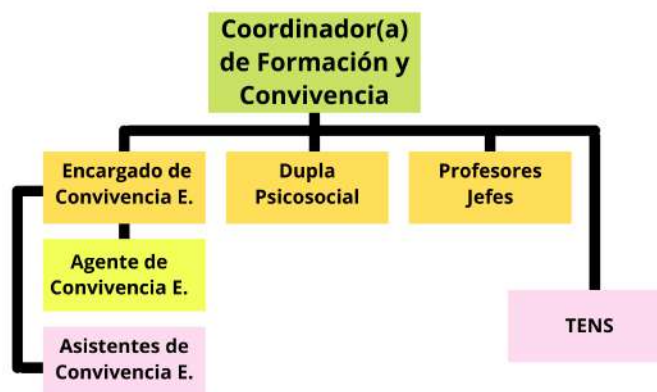 Coordinador(a)
de Formación y
Convivencia
Encargado de
Convivencia E.
Dupla
Psicosocial
Profesores
Jefes
Agente de
Convivencia E.
TENS
Asistentes de
Convivencia E.